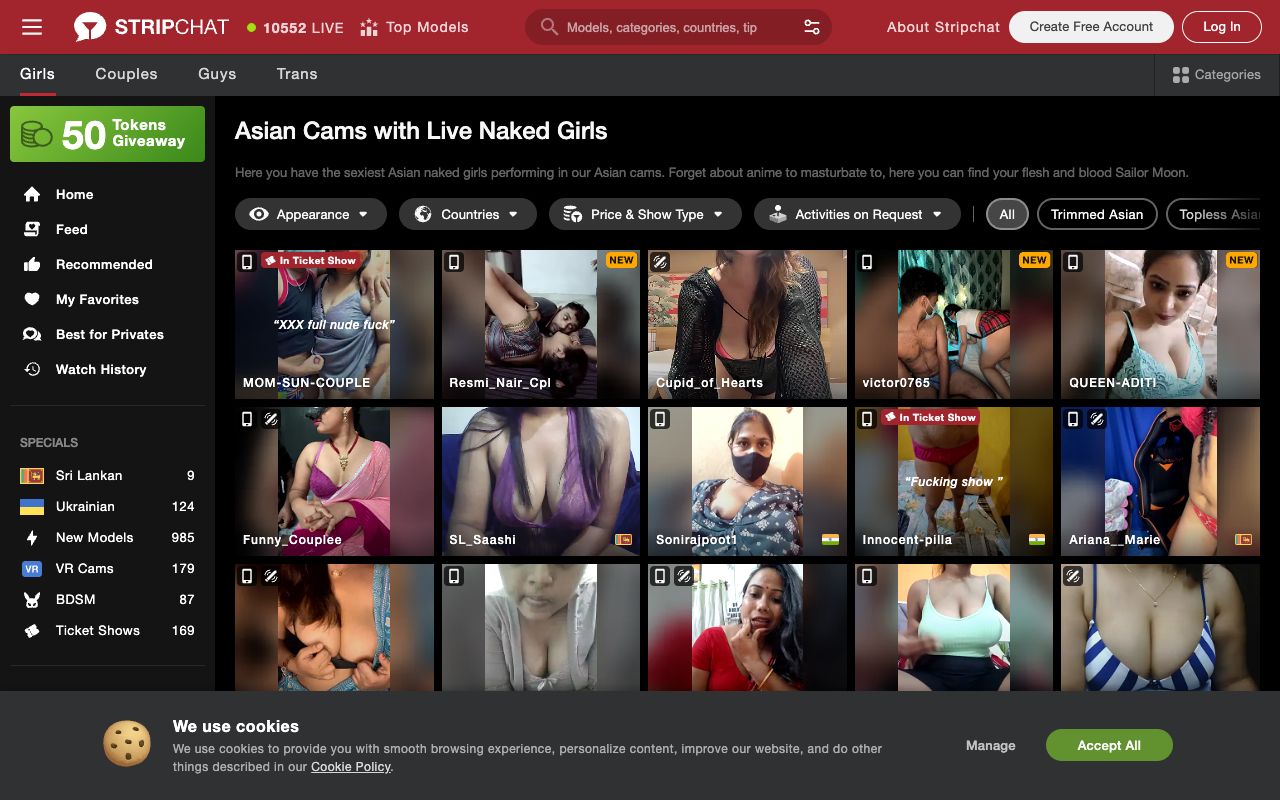 STRIPCHAT
10552 LIVE
Top Models
Models, categories, countries, tip
About Stripchat
Create Free Account
Log In
Girls
Couples
Guys
Trans
Categories
50 Tokens Giveaway
Home
Feed
Recommended
My Favorites
Best for Privates
Watch History
SPECIALS
Sri Lankan 9
Ukrainian 124
New Models 985
VR VR Cams 179
BDSM 87
Ticket Shows 169
Asian Cams with Live Naked Girls
Here you have the sexiest Asian naked girls performing in our Asian cams. Forget about anime to masturbate to, here you can find your flesh and blood Sailor Moon.
Appearance
Countries
Price & Show Type
Activities on Request
All
Trimmed Asian
Topless Asian
In Ticket Show
"XXX full nude fuck"
MOM-SUN-COUPLE
NEW
Resmi_Nair_Cpl
Cupid_of_Hearts
NEW
victor0765
NEW
QUEEN-ADITI
Funny_Couplee
SL_Saashi
Sonirajpoot1
In Ticket Show
"Fucking show "
Innocent-pilla
Ariana__Marie
We use cookies
We use cookies to provide you with smooth browsing experience, personalize content, improve our website, and do other
things described in our Cookie Policy.
Manage
Accept All